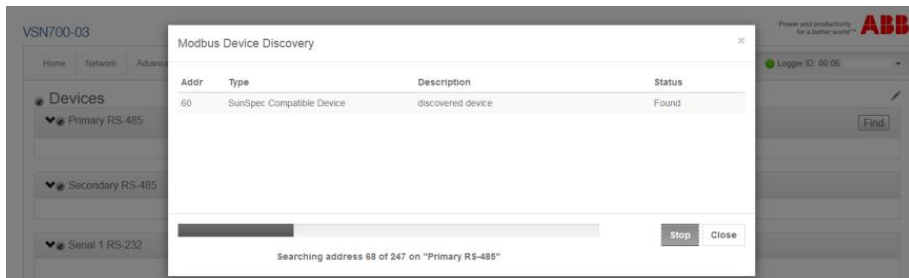 VSN700-03
Power and productivity
for a better world™
ABB
Home Network Advance
Logger ID: 00:06:
Modbus Device Discovery ×
Addr Type Description Status
60 SunSpec Compatible Device discovered device Found
Devices
Primary RS-485
Find
Secondary RS-485
Serial 1 RS-232
Stop Close
Searching address 68 of 247 on "Primary RS-485"